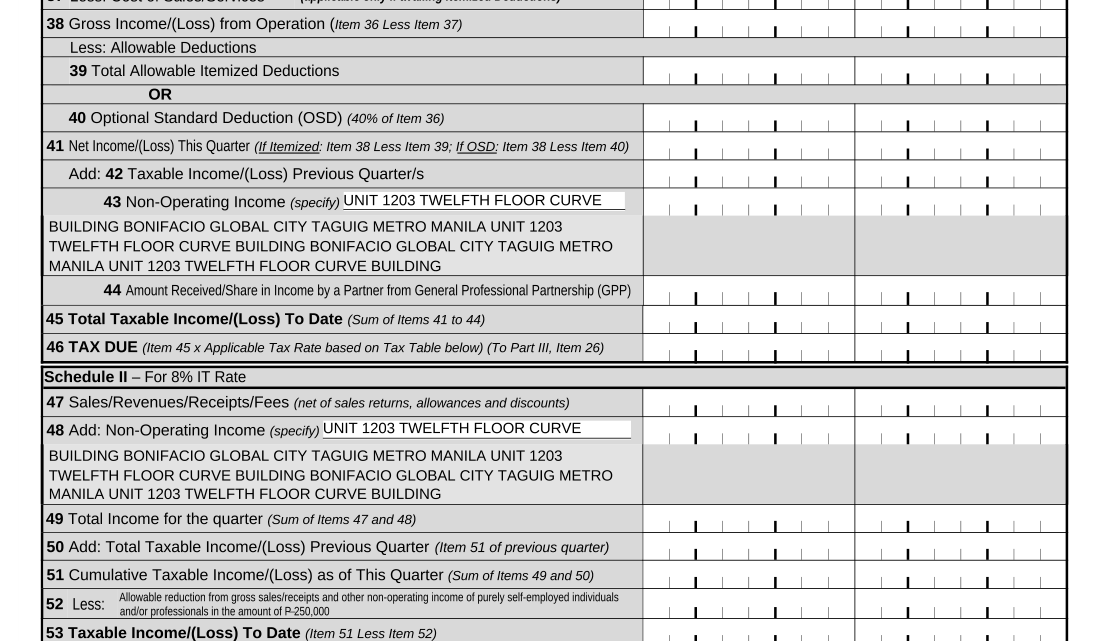 38 Gross Income/(Loss) from Operation (Item 36 Less Item 37)
Less: Allowable Deductions
39 Total Allowable Itemized Deductions
OR
40 Optional Standard Deduction (OSD) (40% of Item 36)
41 Net Income/(Loss) This Quarter (If Itemized: Item 38 Less Item 39; If OSD: Item 38 Less Item 40)
Add: 42 Taxable Income/(Loss) Previous Quarter/s
43 Non-Operating Income (specify) UNIT 1203 TWELFTH FLOOR CURVE
BUILDING BONIFACIO GLOBAL CITY TAGUIG METRO MANILA UNIT 1203
TWELFTH FLOOR CURVE BUILDING BONIFACIO GLOBAL CITY TAGUIG METRO
MANILA UNIT 1203 TWELFTH FLOOR CURVE BUILDING
44 Amount Received/Share in Income by a Partner from General Professional Partnership (GPP)
45 Total Taxable Income/(Loss) To Date (Sum of Items 41 to 44)
46 TAX DUE (Item 45 x Applicable Tax Rate based on Tax Table below) (To Part III, Item 26)
Schedule II – For 8% IT Rate
47 Sales/Revenues/Receipts/Fees (net of sales returns, allowances and discounts)
48 Add: Non-Operating Income (specify) UNIT 1203 TWELFTH FLOOR CURVE
BUILDING BONIFACIO GLOBAL CITY TAGUIG METRO MANILA UNIT 1203
TWELFTH FLOOR CURVE BUILDING BONIFACIO GLOBAL CITY TAGUIG METRO
MANILA UNIT 1203 TWELFTH FLOOR CURVE BUILDING
49 Total Income for the quarter (Sum of Items 47 and 48)
50 Add: Total Taxable Income/(Loss) Previous Quarter (Item 51 of previous quarter)
51 Cumulative Taxable Income/(Loss) as of This Quarter (Sum of Items 49 and 50)
52 Less: Allowable reduction from gross sales/receipts and other non-operating income of purely self-employed individuals
and/or professionals in the amount of P-250,000
53 Taxable Income/(Loss) To Date (Item 51 Less Item 52)